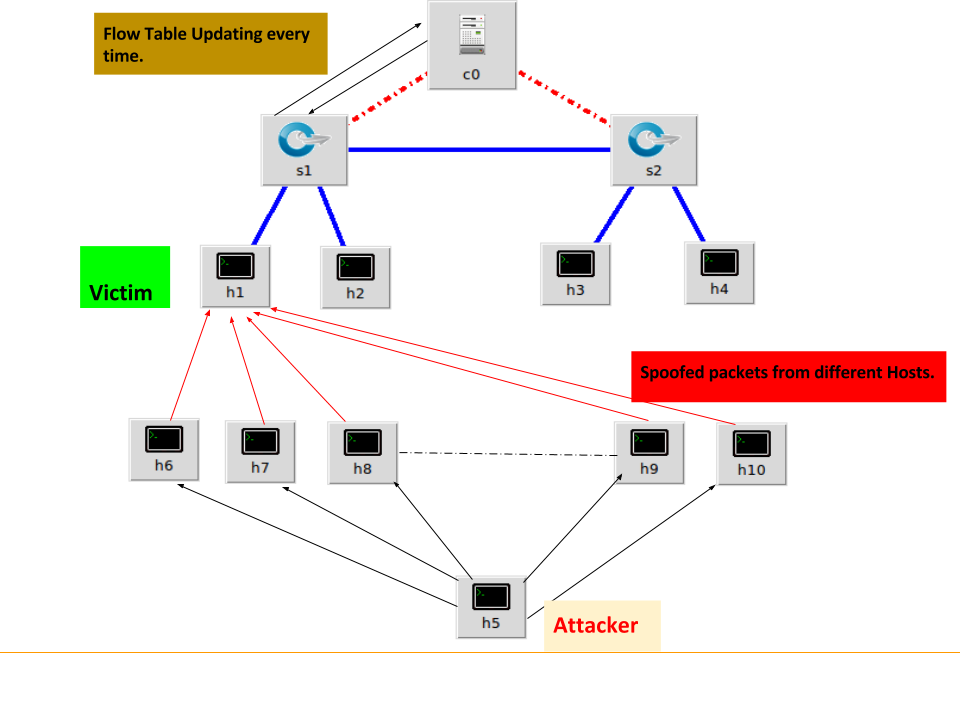 Flow Table Updating every
time.
c0
s1
s2
Victim
h1
h2
h3
h4
Spoofed packets from different Hosts.
h6
h7
h8
h9
h10
h5
Attacker